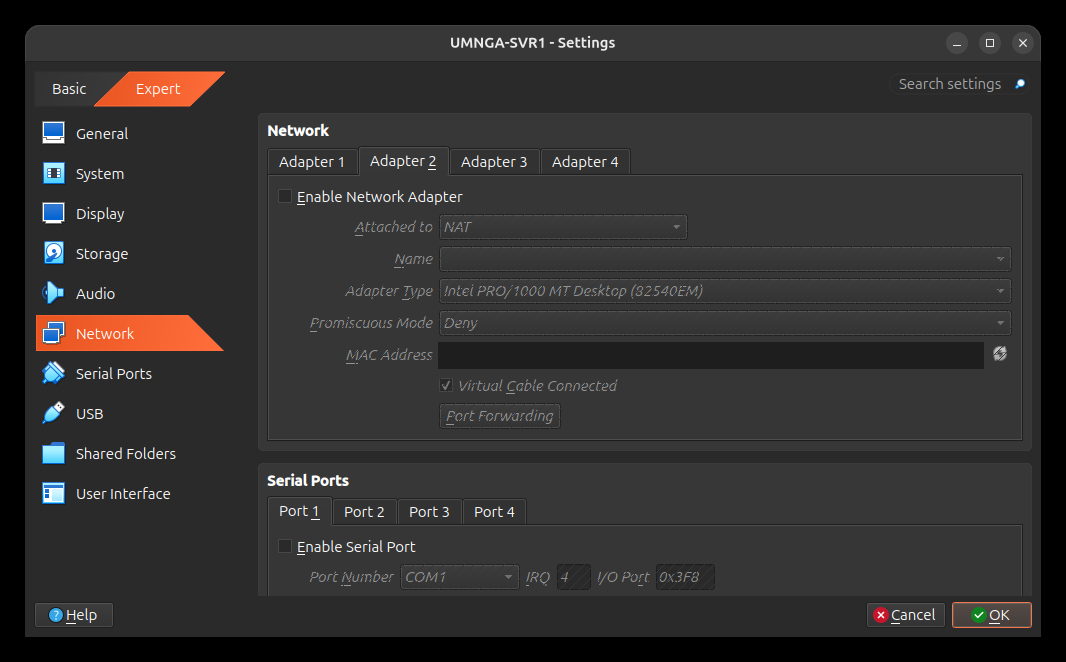 UMNGA-SVR1 - Settings
Basic
Expert
Search settings
General
System
Display
Storage
Audio
Network
Serial Ports
USB
Shared Folders
User Interface
Network
Adapter 1
Adapter 2
Adapter 3
Adapter 4
Enable Network Adapter
Attached to NAT
Name
Adapter Type Intel PRO/1000 MT Desktop (82540EM)
Promiscuous Mode Deny
MAC Address
Virtual Cable Connected
Port Forwarding
Serial Ports
Port 1
Port 2
Port 3
Port 4
Enable Serial Port
Port Number COM1 IRQ 4 I/O Port 0x3F8
Help
Cancel
OK